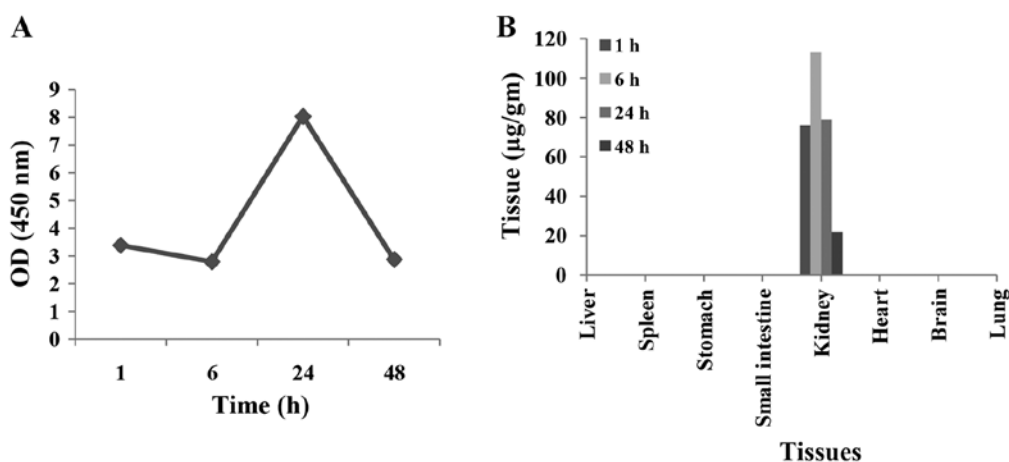 A
OD (450 nm)
9
8
7
6
5
4
3
2
1
0
1 6 24 48
Time (h)
B
Tissue (μg/gm)
120
100
80
60
40
20
0
1 h
6 h
24 h
48 h
Liver
Spleen
Stomach
Small intestine
Kidney
Heart
Brain
Lung
Tissues